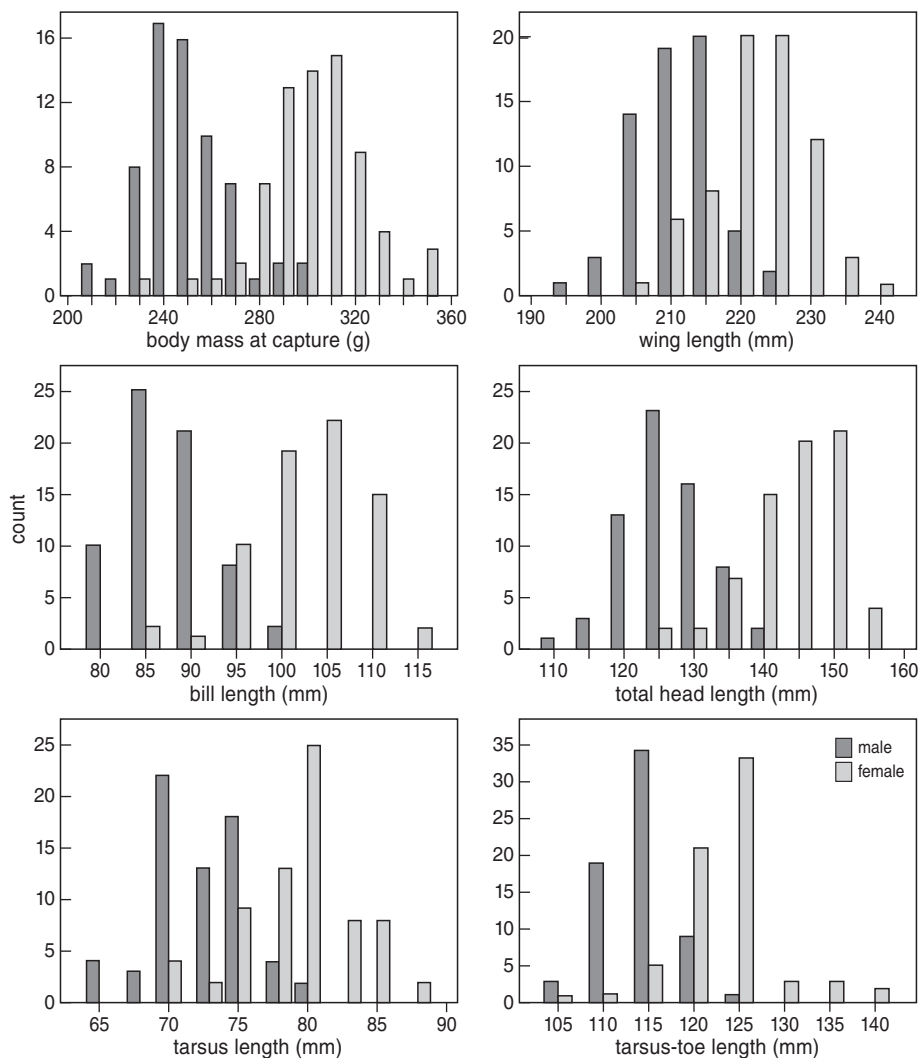 16
12
8
4
0
200 240 280 320 360
body mass at capture (g)
20
15
10
5
0
190 200 210 220 230 240
wing length (mm)
count
25
20
15
10
5
0
80 85 90 95 100 105 110 115
bill length (mm)
25
20
15
10
5
0
110 120 130 140 150 160
total head length (mm)
25
20
15
10
5
0
65 70 75 80 85 90
tarsus length (mm)
35
30
25
20
15
10
5
0
male
female
105 110 115 120 125 130 135 140
tarsus-toe length (mm)